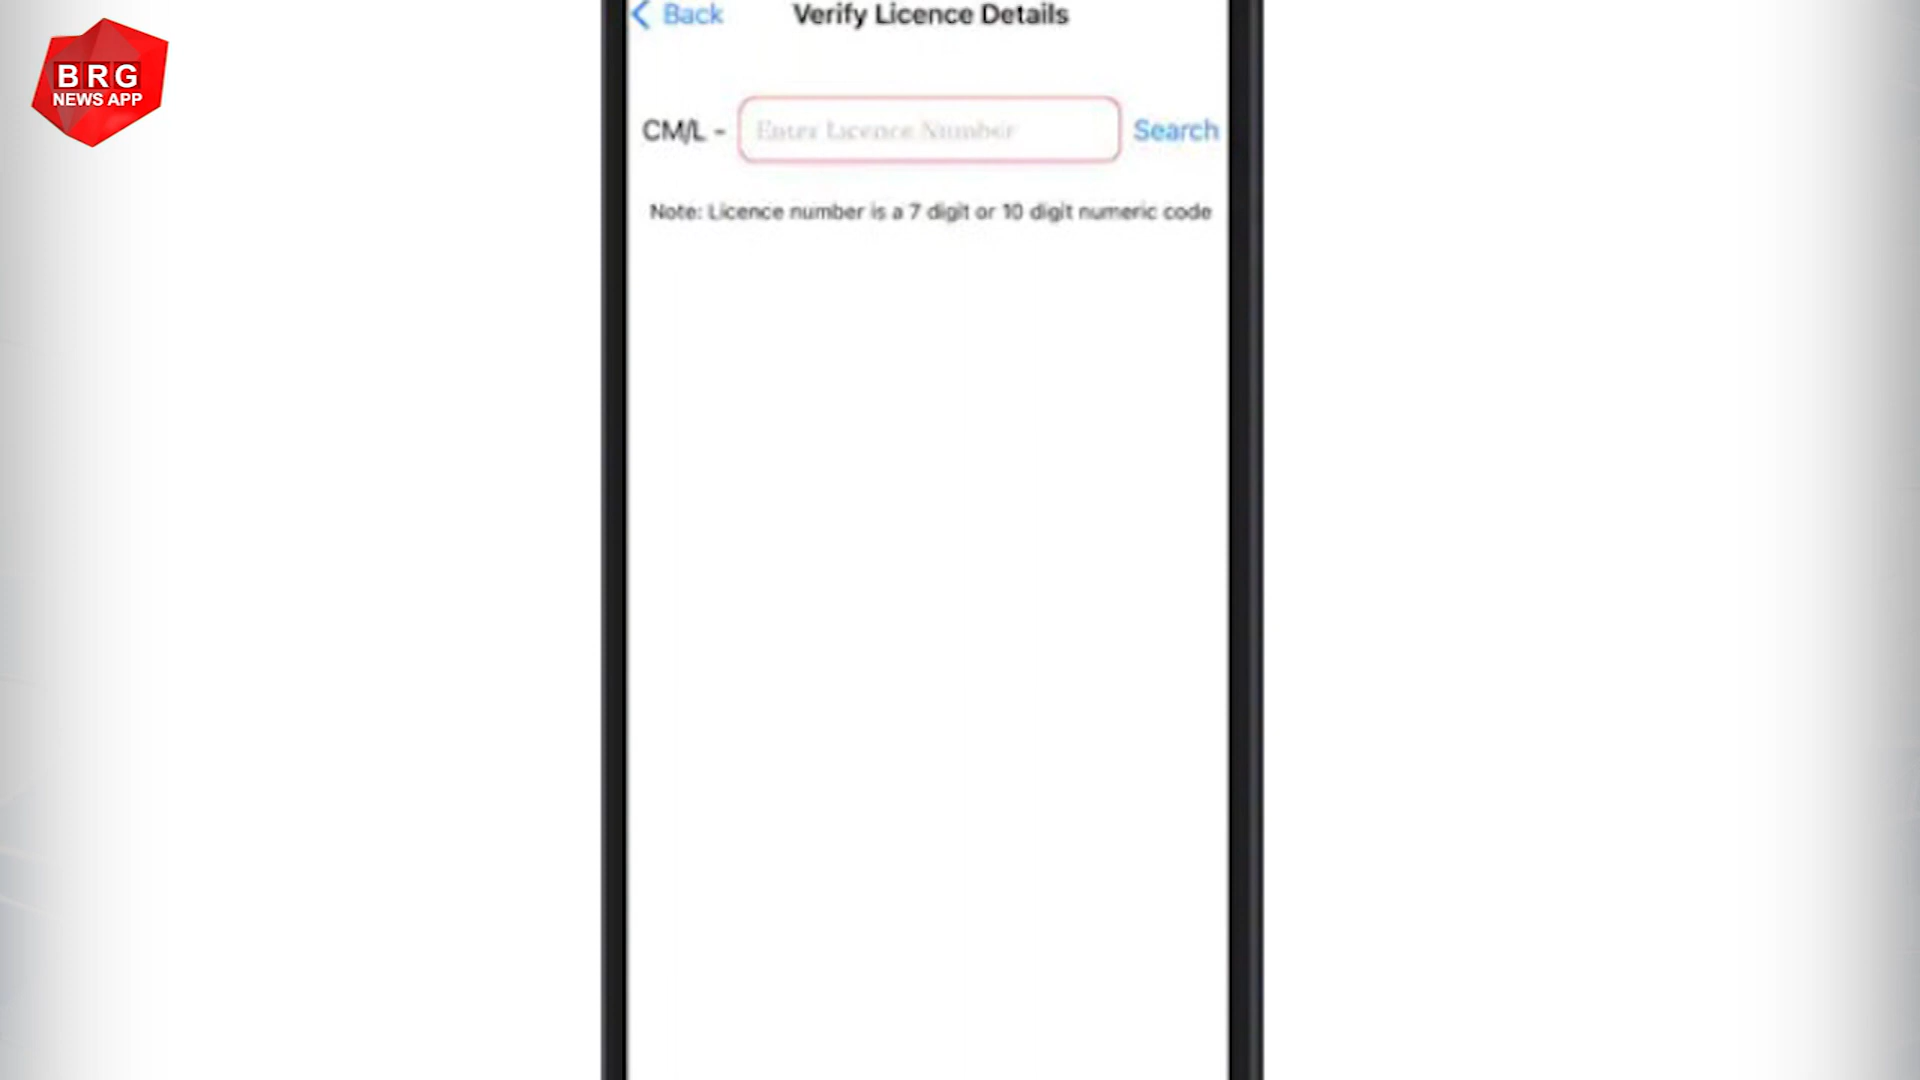 BRG
NEWS APP
Back
Verify Licence Details
CM/L -
Enter Licence Number
Search
Note: Licence number is a 7 digit or 10 digit numeric code